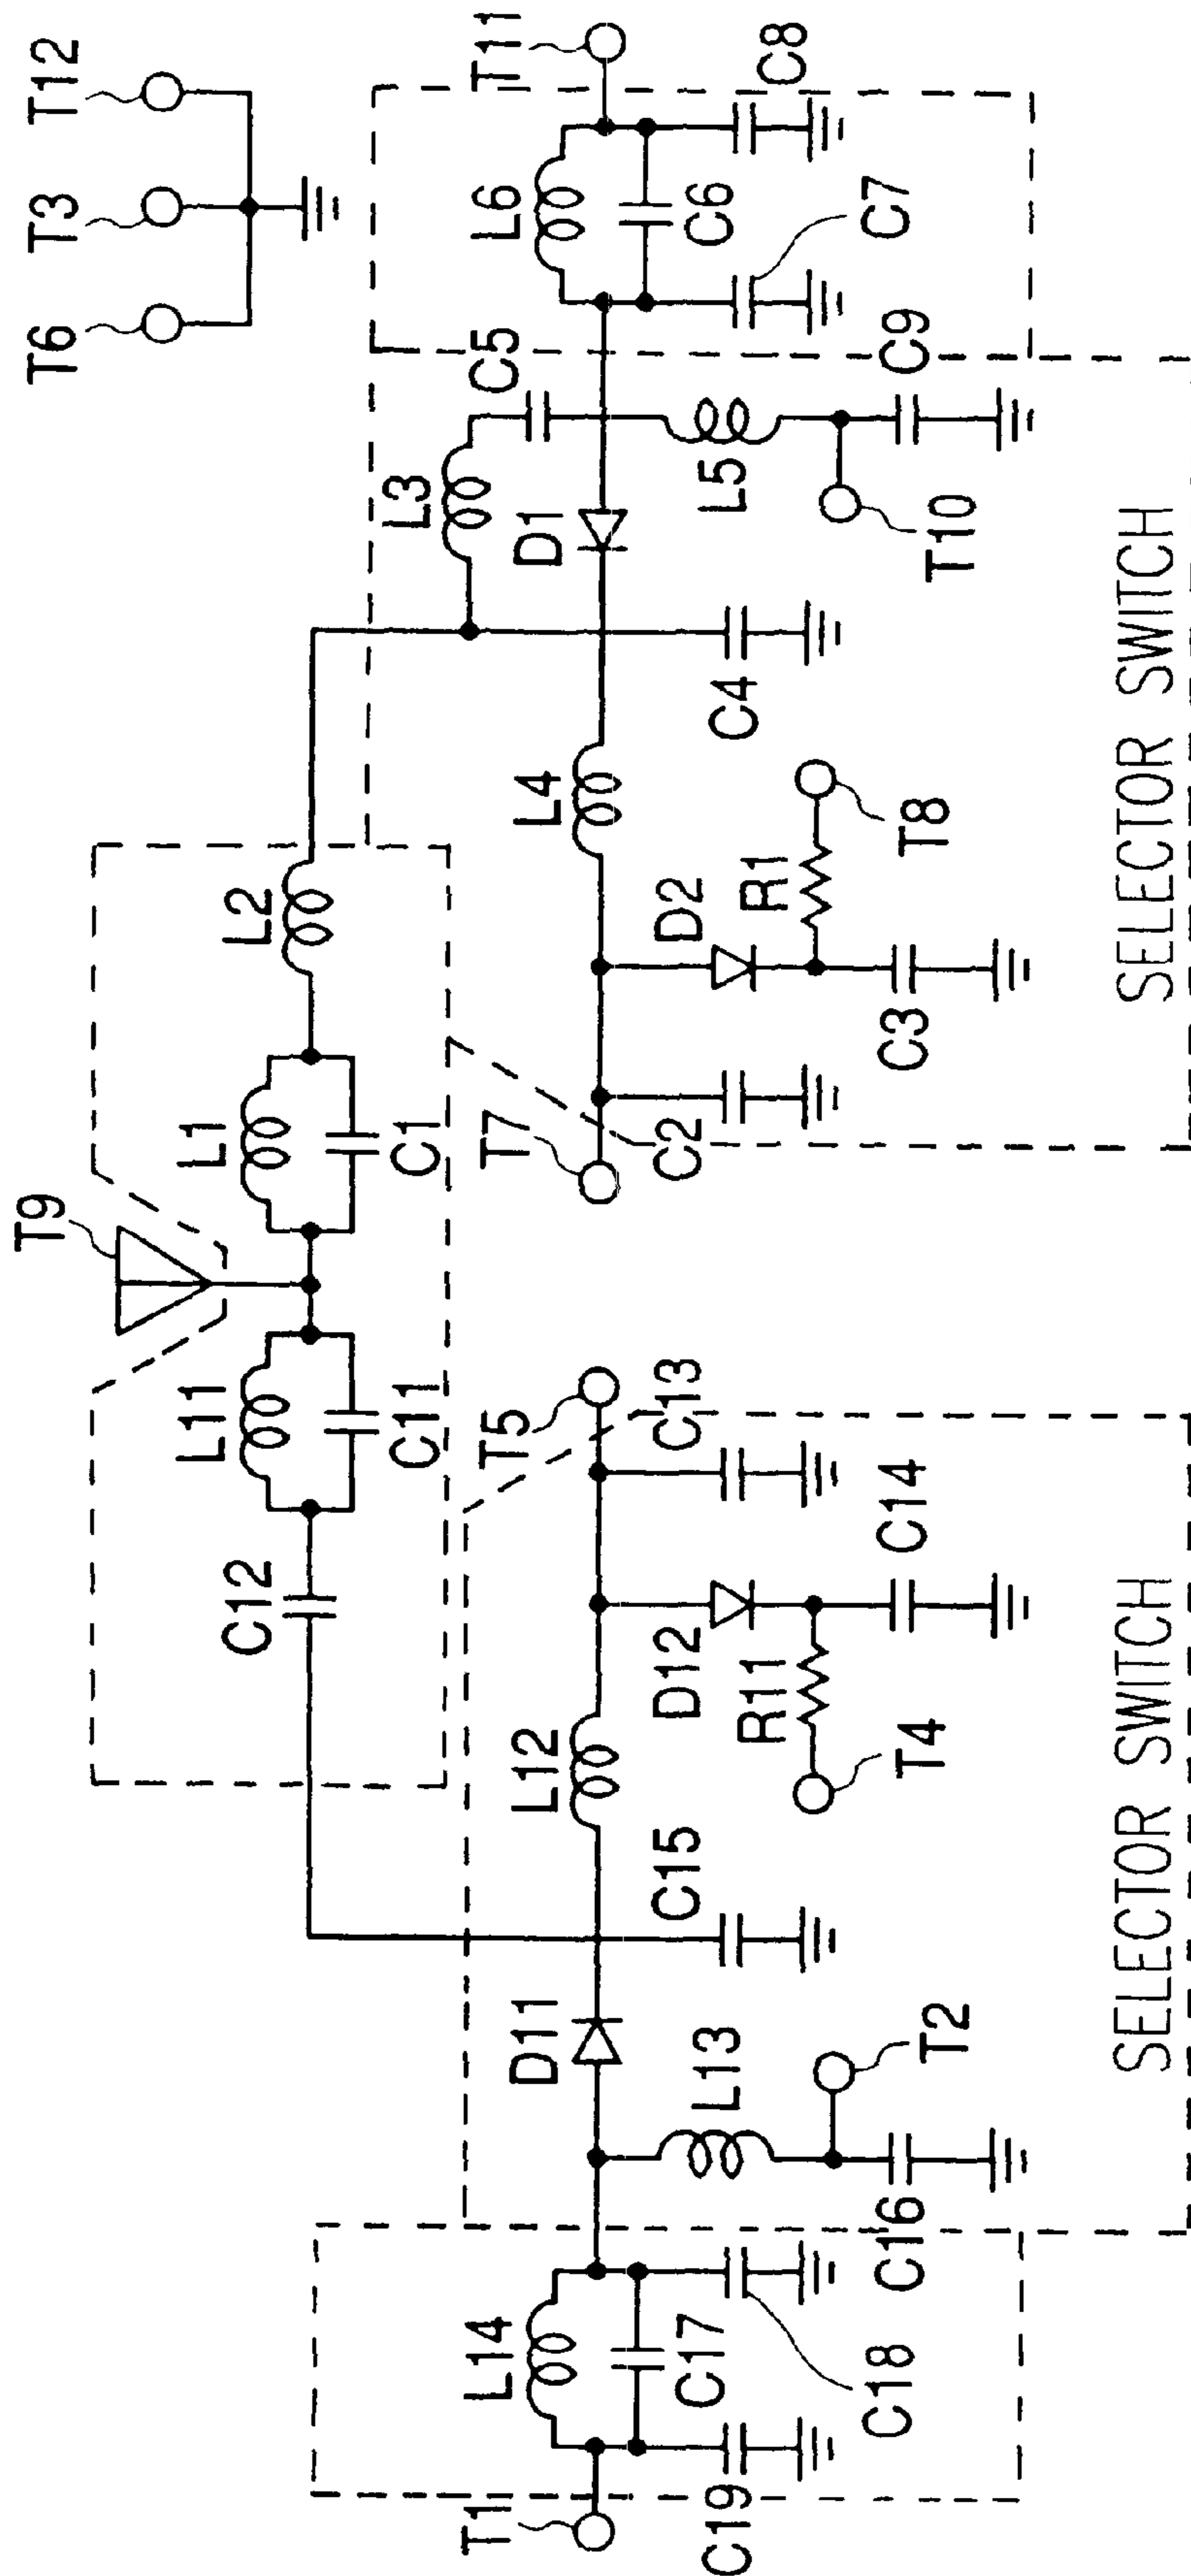 T6
T3
T12
T9
L11
C11
L1
C1
L2
C12
L3
C5
L6
T11
C6
C8
C7
T1
L14
C17
C19
C18
D11
L13
T2
C16
C15
L12
D12
R11
T4
C14
T5
C13
T7
C2
D2
R1
T8
C3
L4
C4
D1
L5
T10
C9
SELECTOR SWITCH
SELECTOR SWITCH